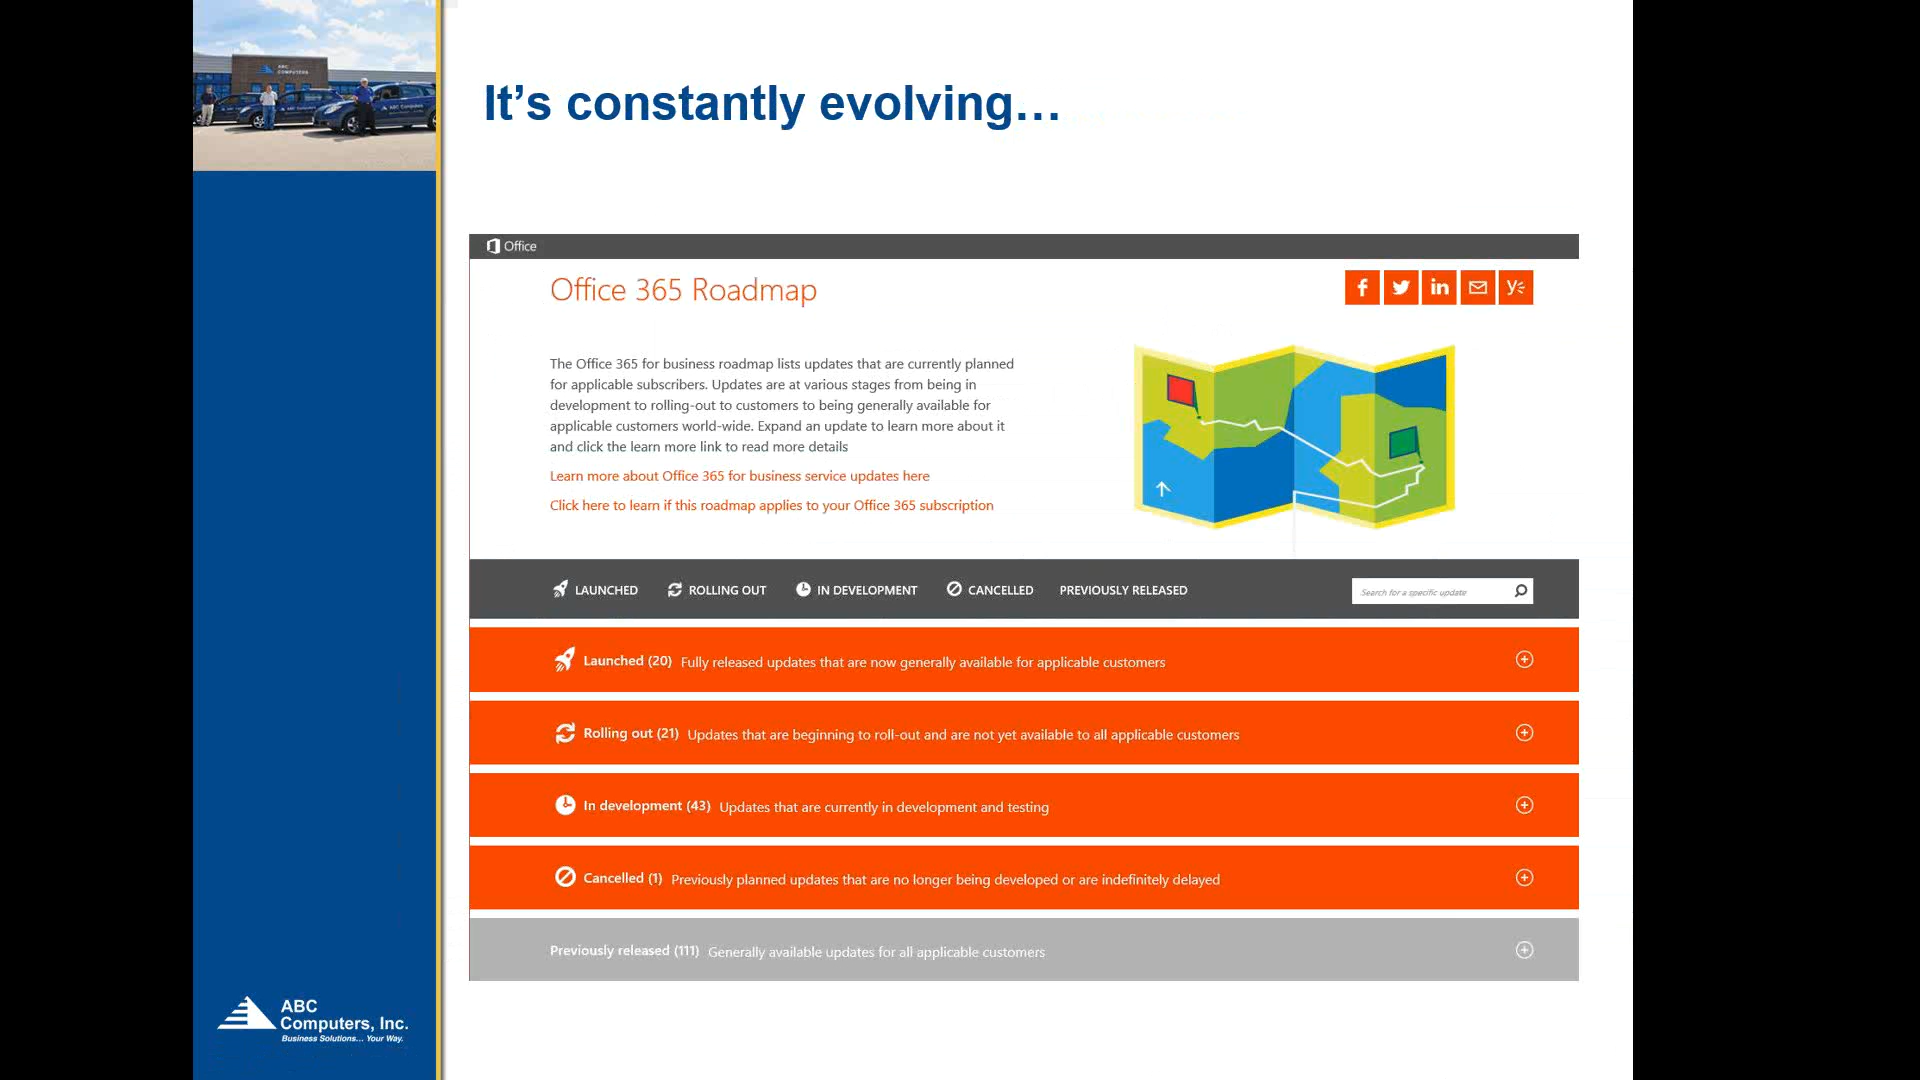 ABC
COMPUTERS
ABC Computers
It’s constantly evolving…
Office
Office 365 Roadmap
The Office 365 for business roadmap lists updates that are currently planned
for applicable subscribers. Updates are at various stages from being in
development to rolling-out to customers to being generally available for
applicable customers world-wide. Expand an update to learn more about it
and click the learn more link to read more details
Learn more about Office 365 for business service updates here
Click here to learn if this roadmap applies to your Office 365 subscription
LAUNCHED ROLLING OUT IN DEVELOPMENT CANCELLED PREVIOUSLY RELEASED Search for a specific update
Launched (20) Fully released updates that are now generally available for applicable customers
Rolling out (21) Updates that are beginning to roll-out and are not yet available to all applicable customers
In development (43) Updates that are currently in development and testing
Cancelled (1) Previously planned updates that are no longer being developed or are indefinitely delayed
Previously released (111) Generally available updates for all applicable customers
ABC
Computers, Inc.
Business Solutions... Your Way.